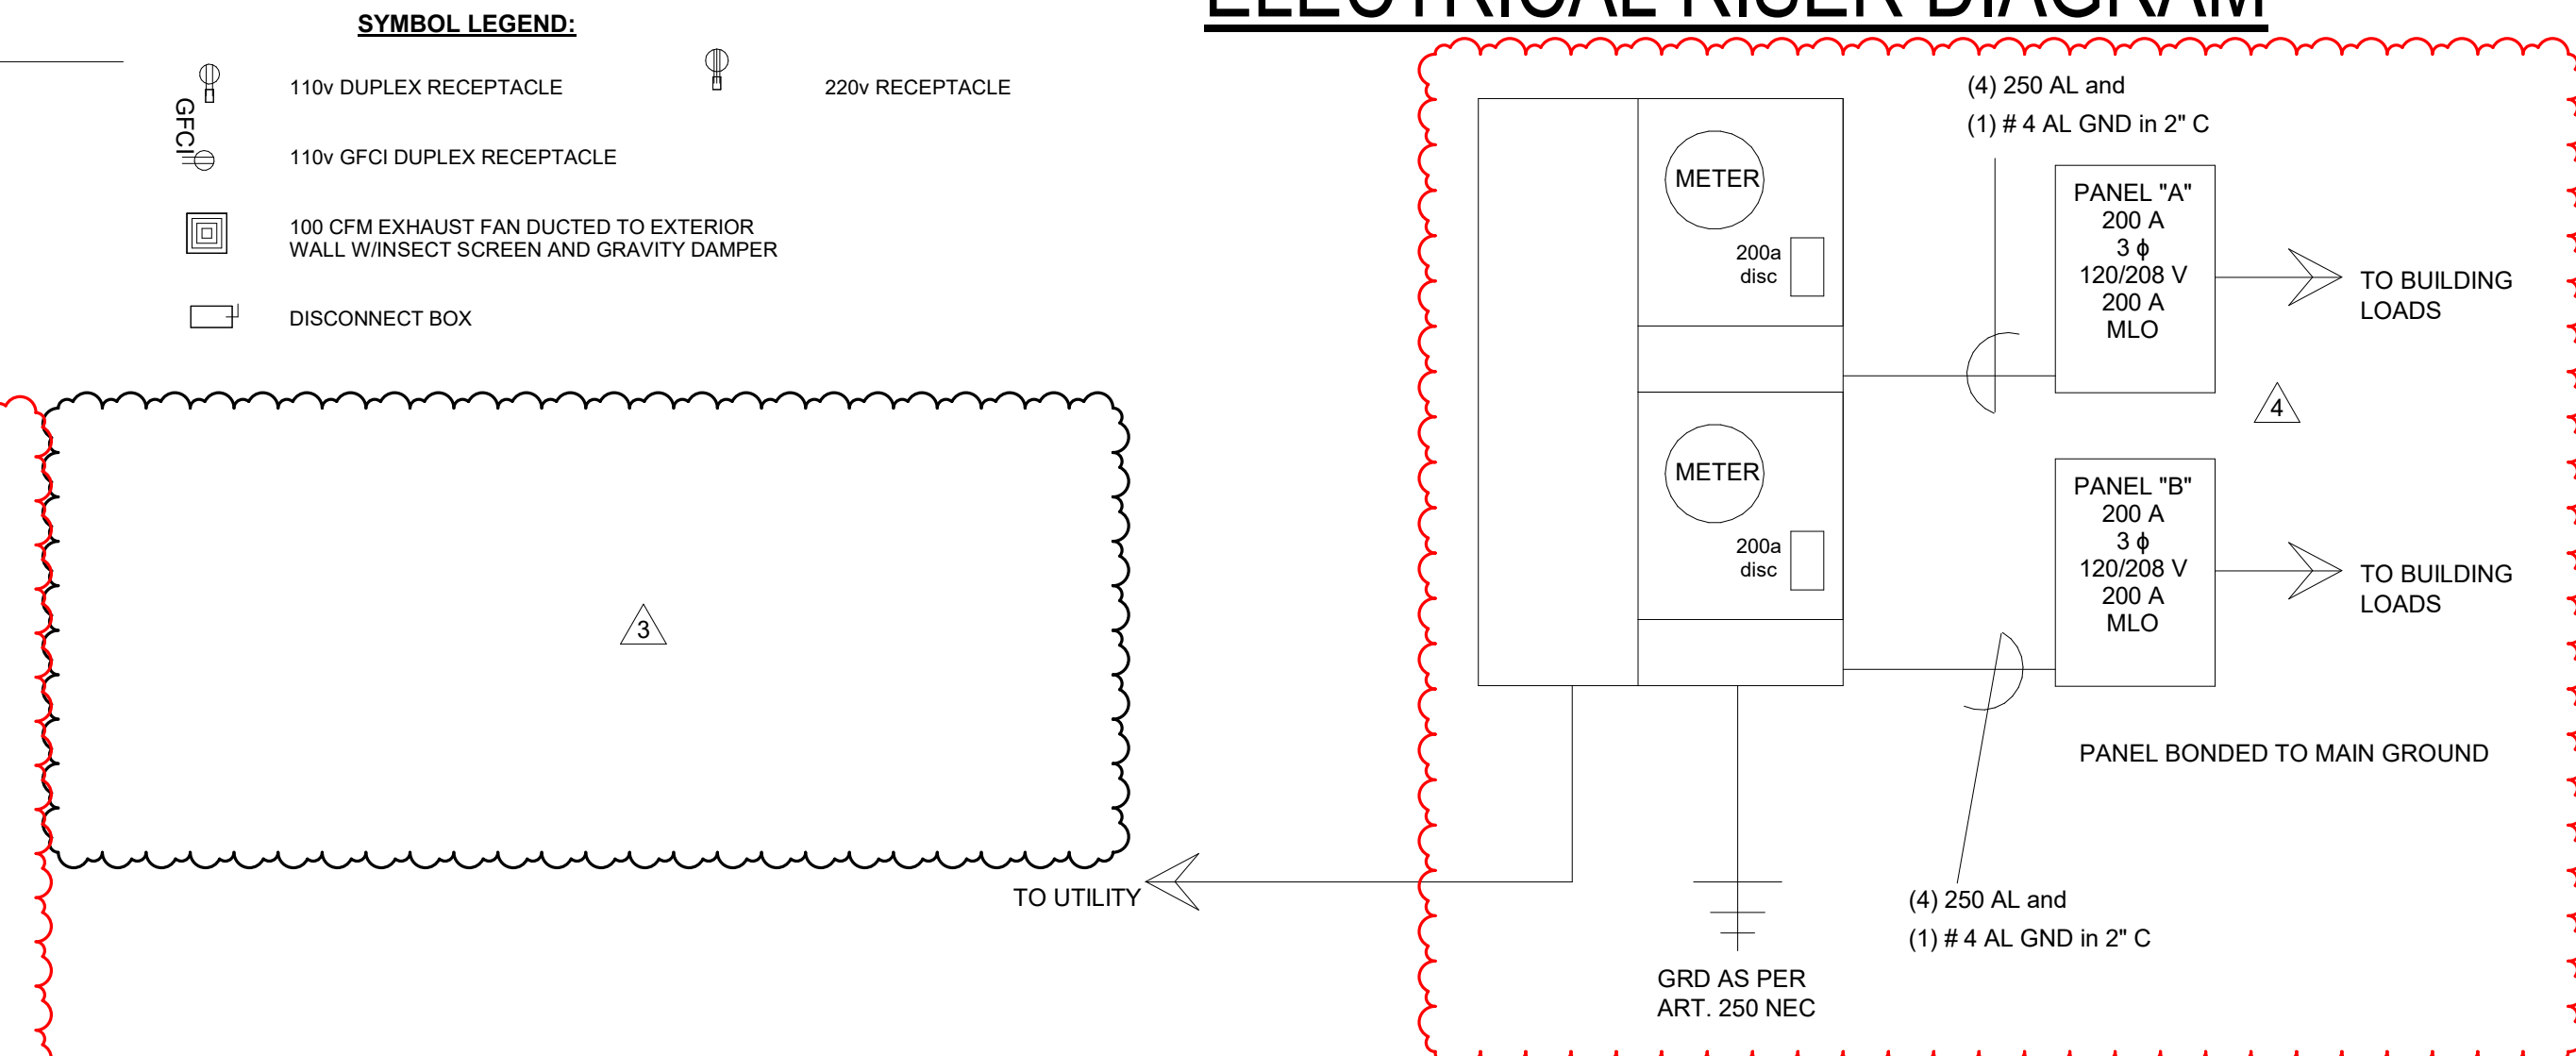 ELECTRICAL RISER DIAGRAM
SYMBOL LEGEND:
110v DUPLEX RECEPTACLE
220v RECEPTACLE
GFCI
110v GFCI DUPLEX RECEPTACLE
100 CFM EXHAUST FAN DUCTED TO EXTERIOR
WALL W/INSECT SCREEN AND GRAVITY DAMPER
DISCONNECT BOX
3
TO UTILITY
METER
200a
disc
METER
200a
disc
GRD AS PER
ART. 250 NEC
(4) 250 AL and
(1) # 4 AL GND in 2" C
PANEL "A"
200 A
3 ϕ
120/208 V
200 A
MLO
TO BUILDING
LOADS
4
PANEL "B"
200 A
3 ϕ
120/208 V
200 A
MLO
TO BUILDING
LOADS
PANEL BONDED TO MAIN GROUND
(4) 250 AL and
(1) # 4 AL GND in 2" C